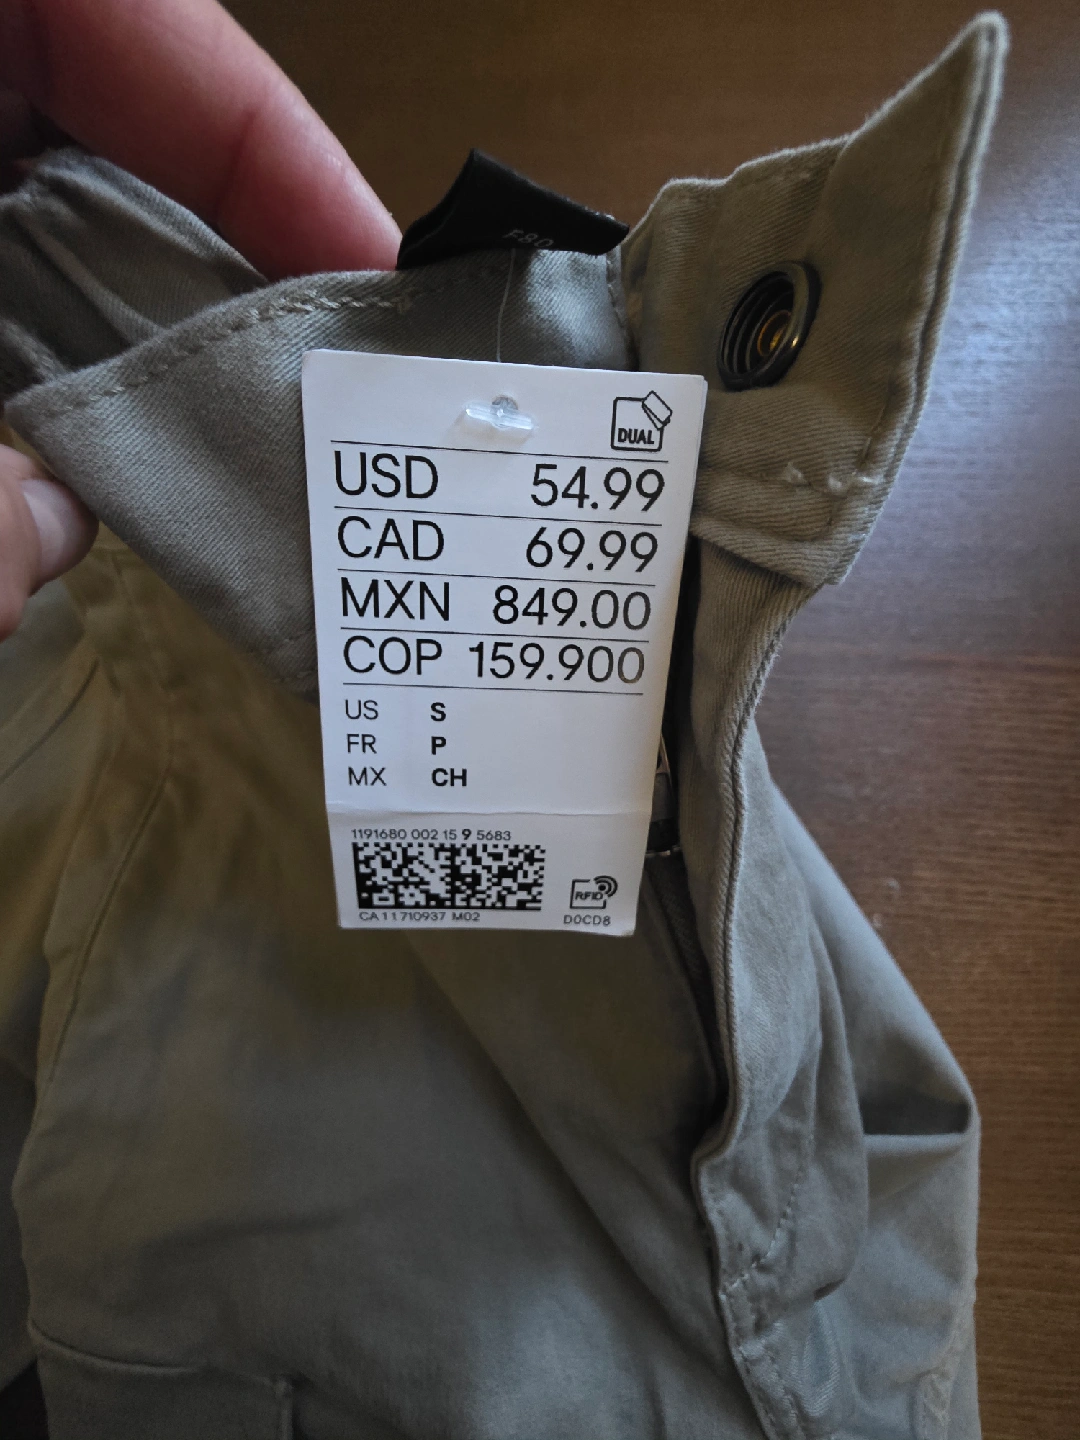 DUAL
USD 54.99
CAD 69.99
MXN 849.00
COP 159.900
US S
FR P
MX CH
1191680 002 15 9 5683
RFID
CA11710937 M02
D0CD8